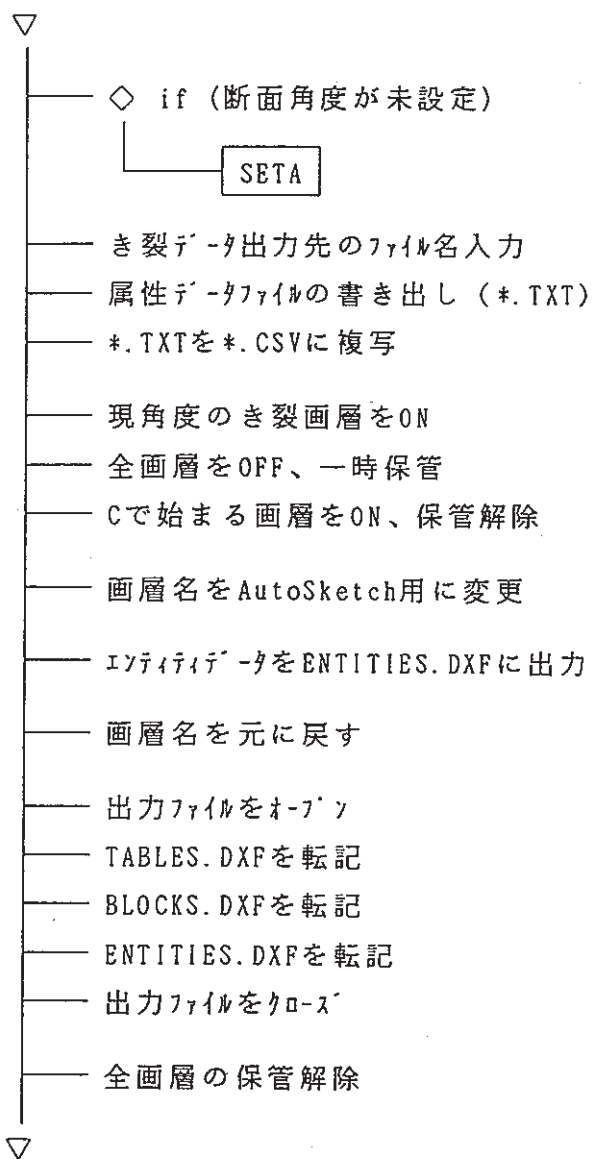 ▽
◇ if (断面角度が未設定)
SETA
き裂ﾃﾞｰﾀ出力先のﾌｧｲﾙ名入力
属性ﾃﾞｰﾀﾌｧｲﾙの書き出し (*.TXT)
*.TXTを*.CSVに複写
現角度のき裂画層をON
全画層をOFF、一時保管
Cで始まる画層をON、保管解除
画層名をAutoSketch用に変更
ｴﾝﾃｨﾃｨﾃﾞｰﾀをENTITIES.DXFに出力
画層名を元に戻す
出力ﾌｧｲﾙをｵｰﾌﾟﾝ
TABLES.DXFを転記
BLOCKS.DXFを転記
ENTITIES.DXFを転記
出力ﾌｧｲﾙをｸﾛｰｽﾞ
全画層の保管解除
▽